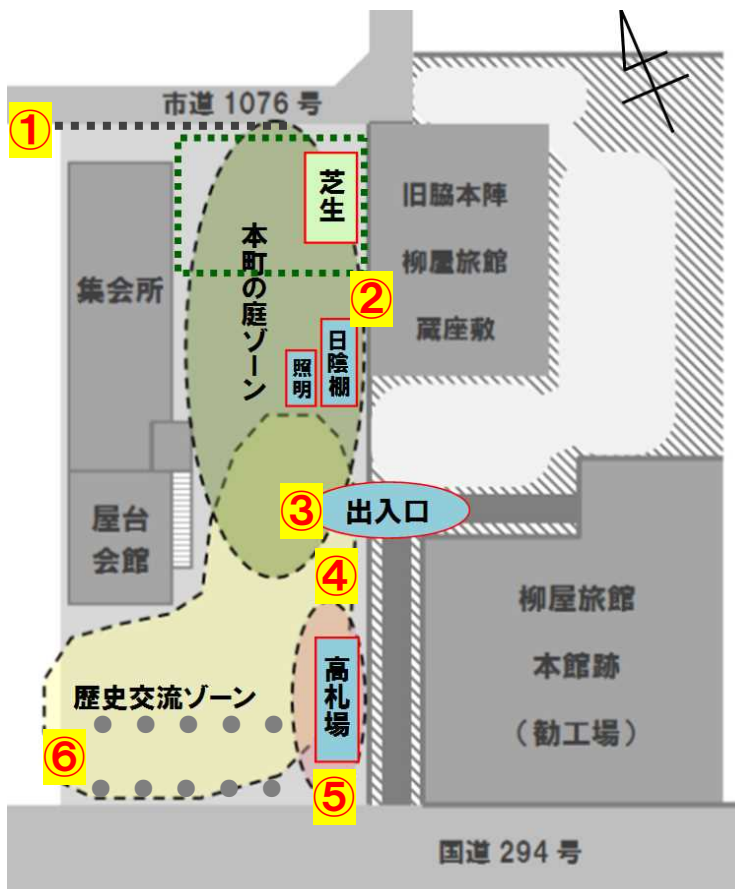 市道 1076 号
①
芝生
旧脇本陣
柳屋旅館
蔵座敷
本町の庭ゾーン
集会所
②
日陰棚
照明
③
出入口
屋台
会館
④
柳屋旅館
本館跡
（勧工場）
高札場
歴史交流ゾーン
⑥
⑤
国道 294 号